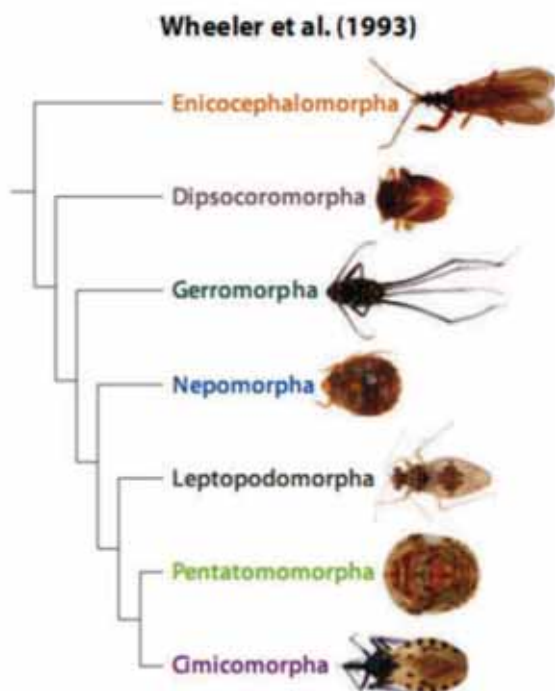 Wheeler et al. (1993)
Enicocephalomorpha
Dipsocoromorpha
Gerromorpha
Nepomorpha
Leptopodomorpha
Pentatomomorpha
Cimicomorpha